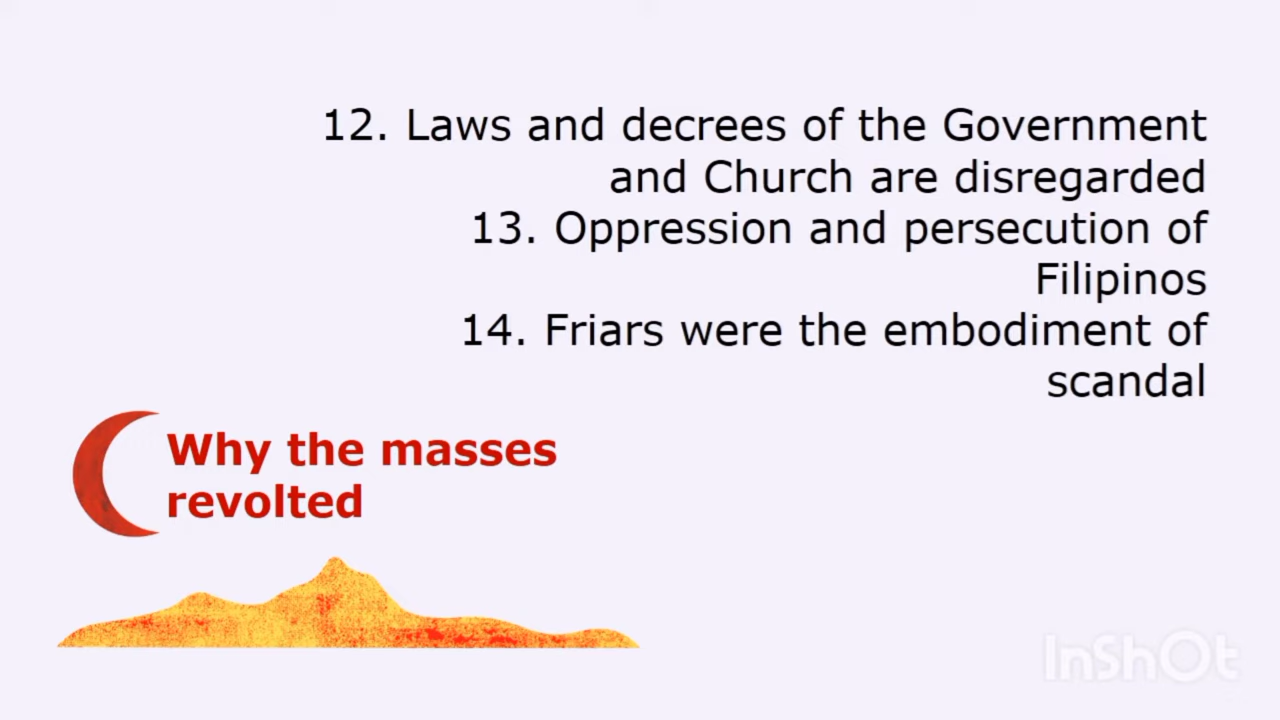 12. Laws and decrees of the Government
and Church are disregarded
13. Oppression and persecution of
Filipinos
14. Friars were the embodiment of
scandal
Why the masses
revolted
InShOt